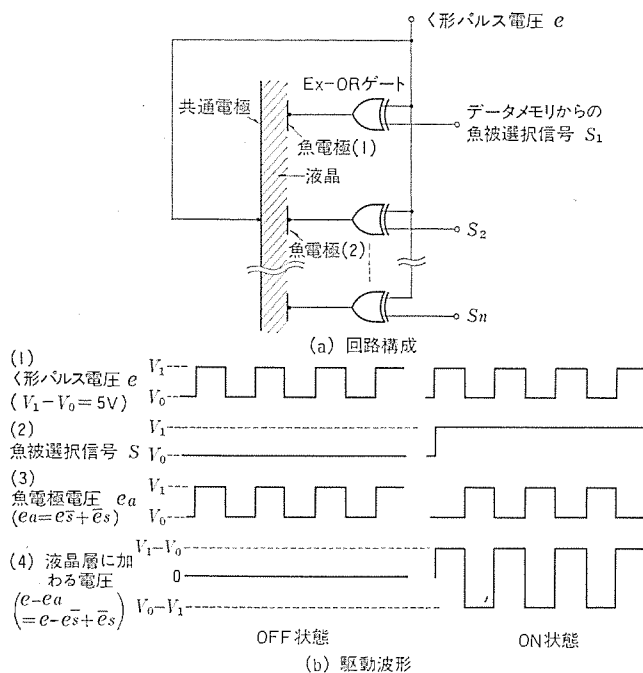 く形パルス電圧 e
Ex-ORゲート
共通電極
データメモリからの
魚被選択信号 S₁
魚電極(1)
液晶
S₂
魚電極(2)
Sn
(a) 回路構成
(1)
く形パルス電圧 e
(V₁-V₀=5V)
V₁
V₀
(2)
魚被選択信号 S
V₁
V₀
(3)
魚電極電圧 ea
(ea=es̅+e̅s)
V₁
V₀
(4) 液晶層に加
わる電圧
(e-ea
=e-es̅+e̅s)
V₁-V₀
0
V₀-V₁
OFF状態
ON状態
(b) 駆動波形